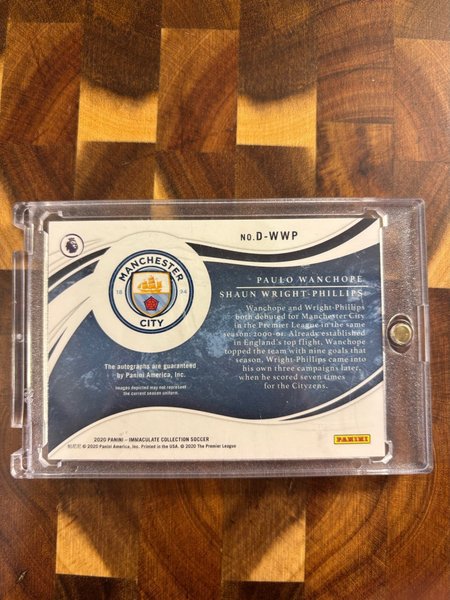 NO. D-WWP
MANCHESTER
18 94
CITY
PAULO WANCHOPE
SHAUN WRIGHT-PHILLIPS
Wanchope and Wright-Phillips
both debuted for Manchester City
in the Premier League in the same
season: 2000-01. Already established
in England's top flight, Wanchope
topped the team with nine goals that
season. Wright-Phillips came into
his own three campaigns later,
when he scored seven times
for the Cityzens.
The autographs are guaranteed
by Panini America, Inc.
Images depicted may not represent
the current season uniform.
2020 PANINI – IMMACULATE COLLECTION SOCCER
© 2020 Panini America, Inc. Printed in the USA. © 2020 The Premier League
PANINI